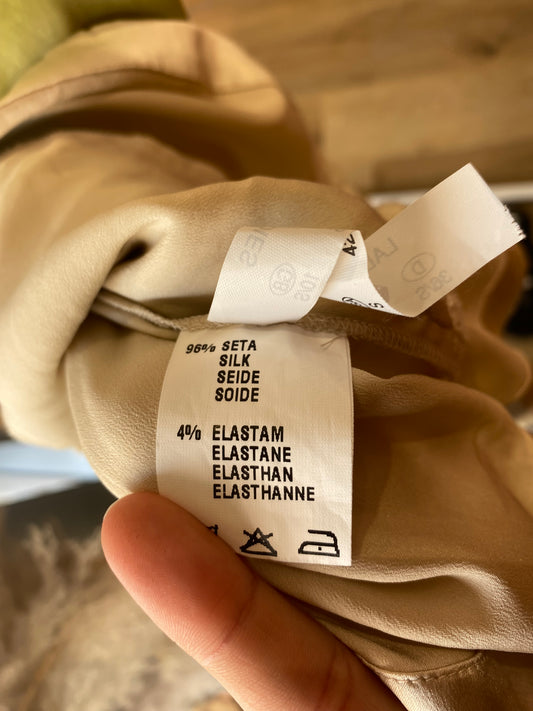 96% SETA
SILK
SEIDE
SOIDE
4% ELASTAM
ELASTANE
ELASTHAN
ELASTHANNE